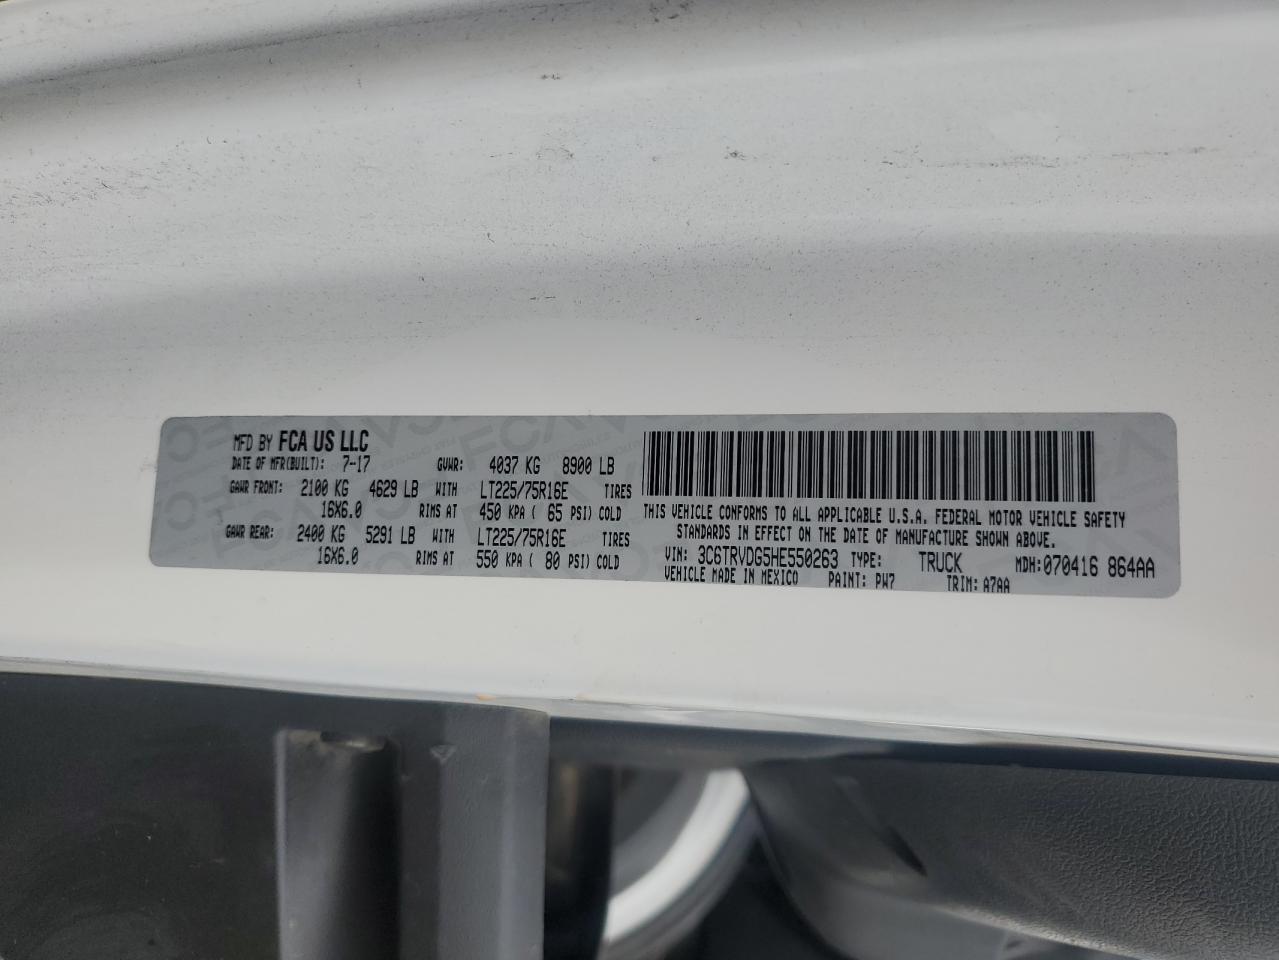 MFD BY FCA US LLC
DATE OF MFR(BUILT): 7-17 GVWR: 4037 KG 8900 LB
GAWR FRONT: 2100 KG 4629 LB WITH LT225/75R16E TIRES
16X6.0 RIMS AT 450 KPA ( 65 PSI) COLD
GAWR REAR: 2400 KG 5291 LB WITH LT225/75R16E TIRES
16X6.0 RIMS AT 550 KPA ( 80 PSI) COLD
THIS VEHICLE CONFORMS TO ALL APPLICABLE U.S.A. FEDERAL MOTOR VEHICLE SAFETY
STANDARDS IN EFFECT ON THE DATE OF MANUFACTURE SHOWN ABOVE.
VIN: 3C6TRVDG5HE550263 TYPE: TRUCK MDH:070416 864AA
VEHICLE MADE IN MEXICO PAINT: PW7 TRIM: A7AA